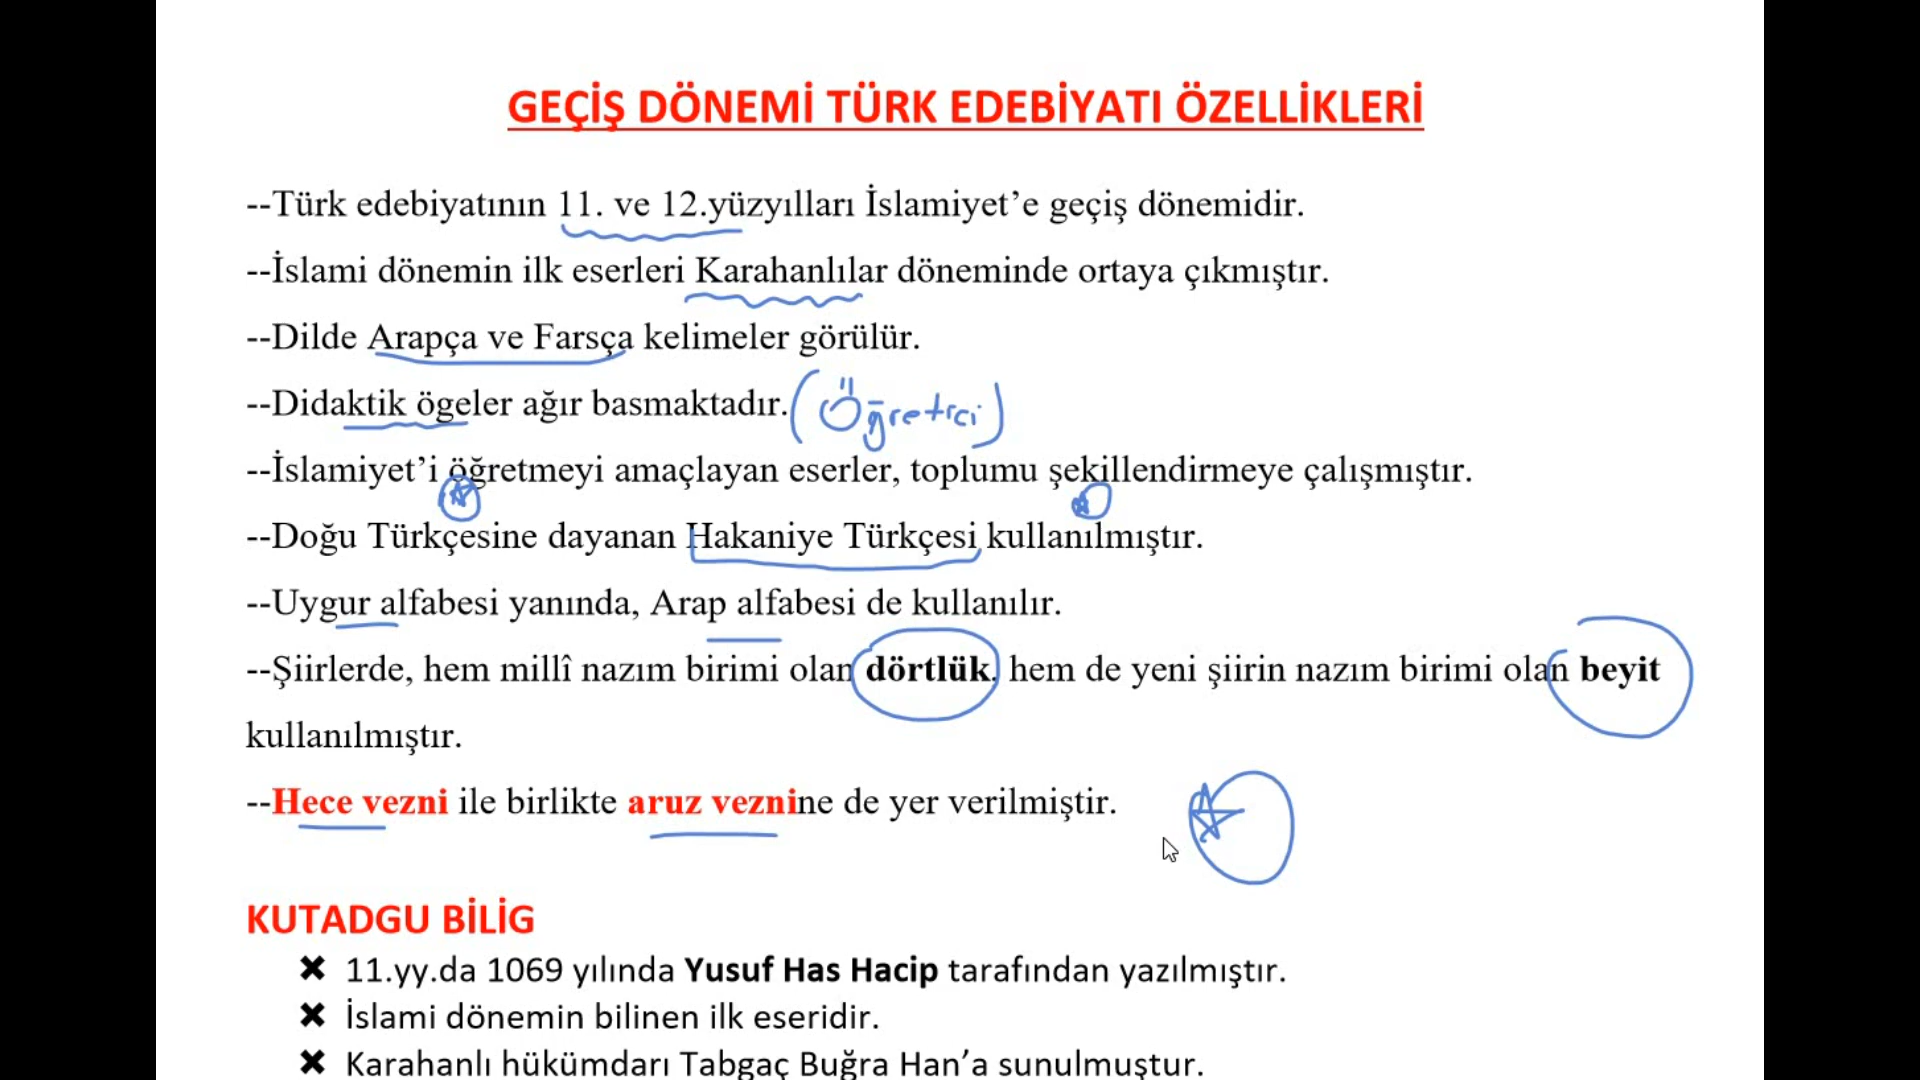 GEÇİŞ DÖNEMİ TÜRK EDEBİYATI ÖZELLİKLERİ
--Türk edebiyatının 11. ve 12.yüzyılları İslamiyet’e geçiş dönemidir.
--İslami dönemin ilk eserleri Karahanlılar döneminde ortaya çıkmıştır.
--Dilde Arapça ve Farsça kelimeler görülür.
--Didaktik ögeler ağır basmaktadır. (Öğretici)
--İslamiyet’i öğretmeyi amaçlayan eserler, toplumu şekillendirmeye çalışmıştır.
--Doğu Türkçesine dayanan Hakaniye Türkçesi kullanılmıştır.
--Uygur alfabesi yanında, Arap alfabesi de kullanılır.
--Şiirlerde, hem millî nazım birimi olan dörtlük, hem de yeni şiirin nazım birimi olan beyit
kullanılmıştır.
--Hece vezni ile birlikte aruz veznine de yer verilmiştir.
KUTADGU BİLİG
✖ 11.yy.da 1069 yılında Yusuf Has Hacip tarafından yazılmıştır.
✖ İslami dönemin bilinen ilk eseridir.
✖ Karahanlı hükümdarı Tabgaç Buğra Han’a sunulmuştur.